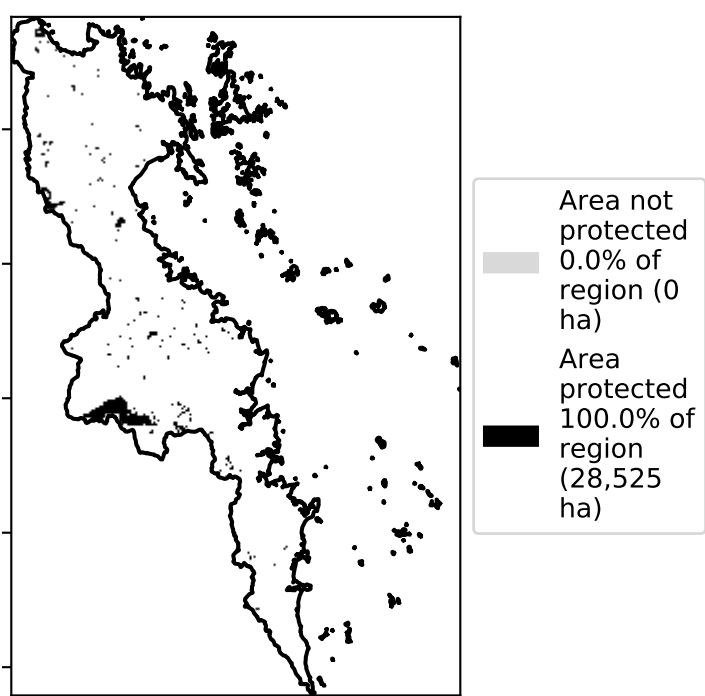 Area not
protected
0.0% of
region (0
ha)
Area
protected
100.0% of
region
(28,525
ha)